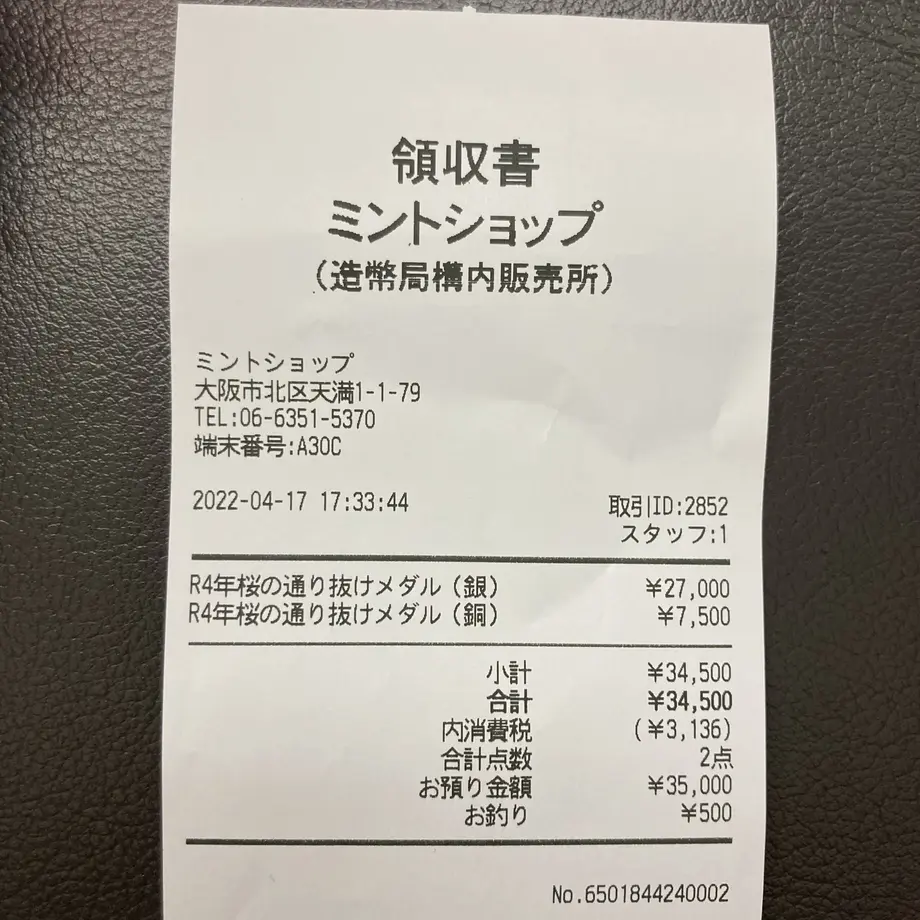 領収書
ミントショップ
(造幣局構内販売所)
ミントショップ
大阪市北区天満1-1-79
TEL:06-6351-5370
端末番号:A30C
2022-04-17 17:33:44 取引ID:2852
スタッフ:1
R4年桜の通り抜けメダル(銀) ¥27,000
R4年桜の通り抜けメダル(銅) ¥7,500
小計 ¥34,500
合計 ¥34,500
内消費税 (¥3,136)
合計点数 2点
お預り金額 ¥35,000
お釣り ¥500
No.6501844240002